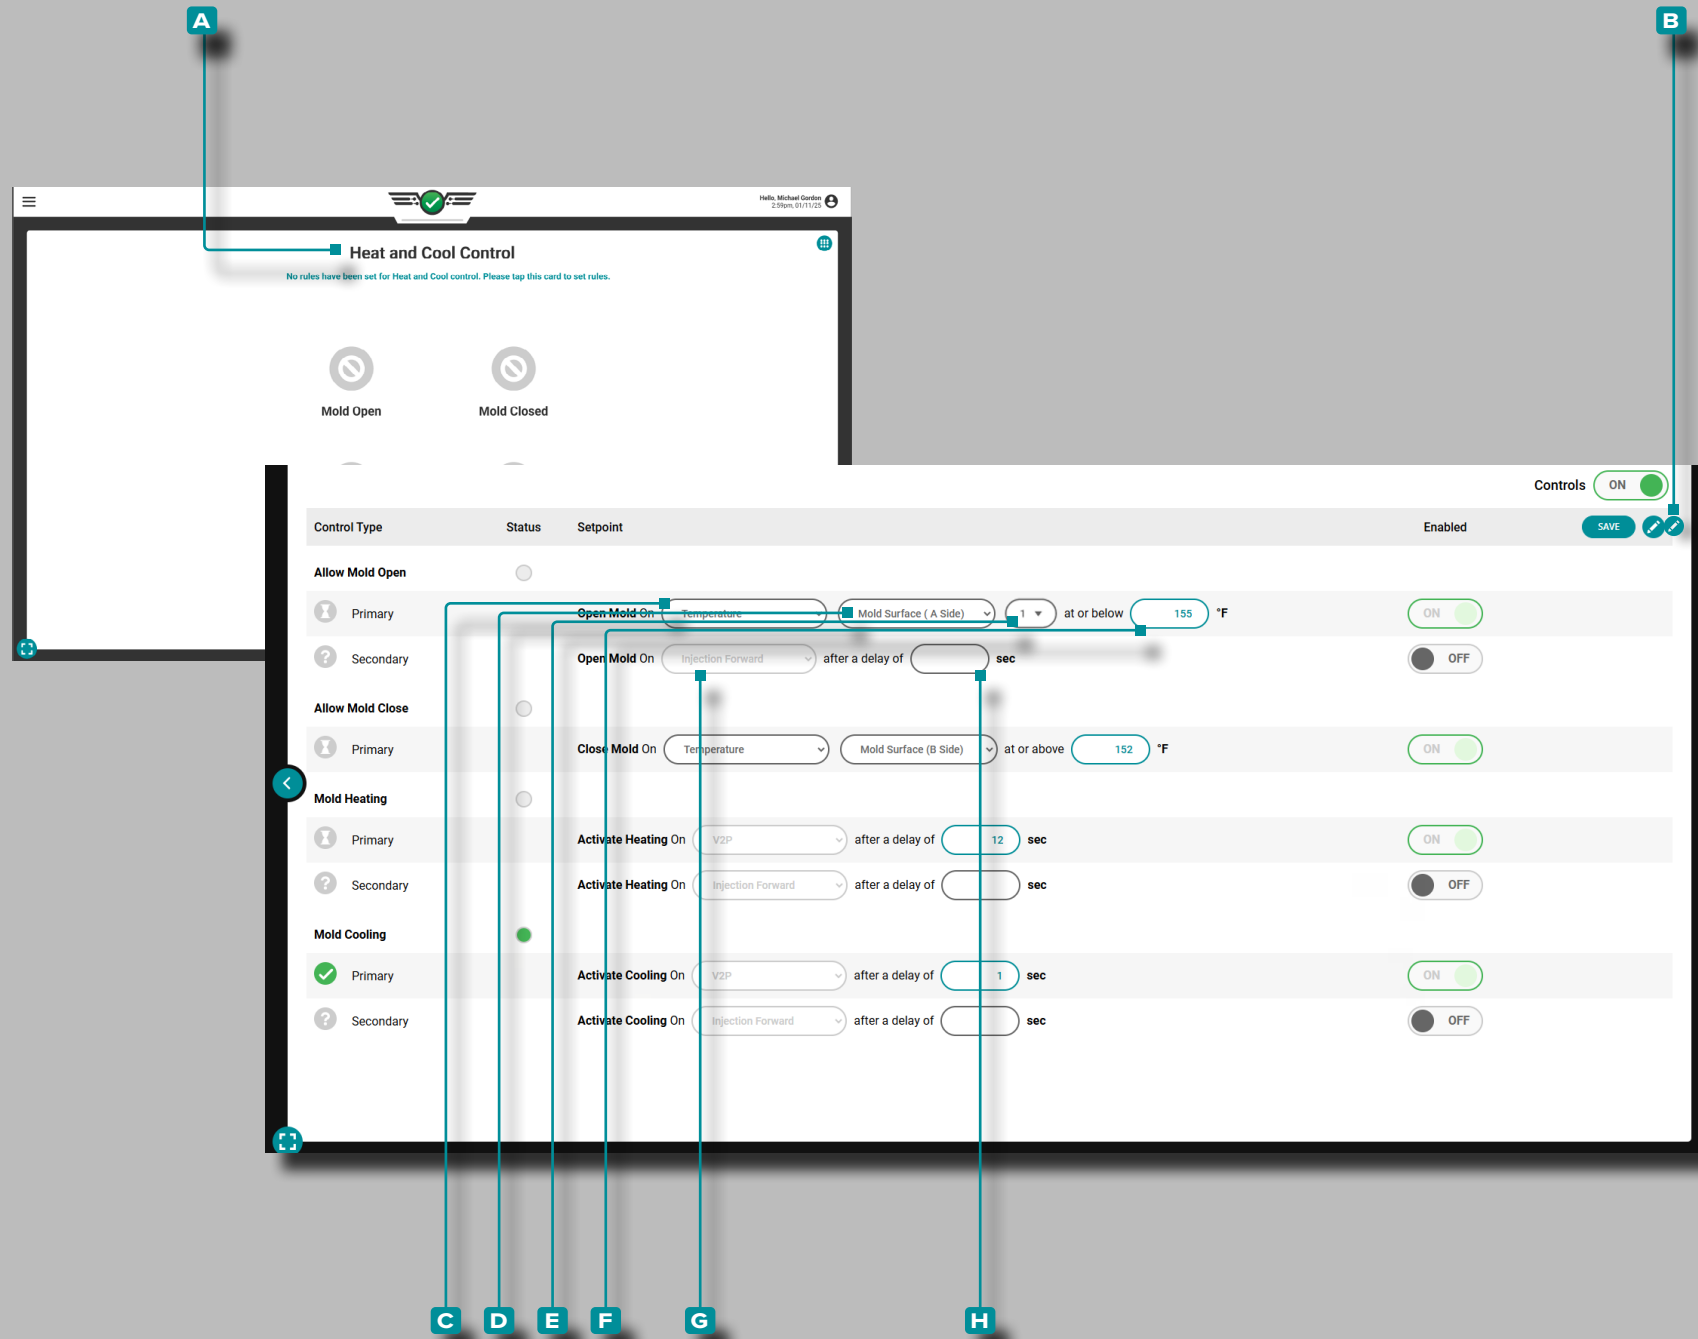 A
B
Hello, Michael Gordon
2:59pm, 01/11/25
Heat and Cool Control
No rules have been set for Heat and Cool control. Please tap this card to set rules.
Mold Open
Mold Closed
Controls ON
Control Type Status Setpoint Enabled SAVE
Allow Mold Open
Primary Open Mold On Temperature Mold Surface ( A Side) 1 at or below 155 °F ON
Secondary Open Mold On Injection Forward after a delay of sec OFF
Allow Mold Close
Primary Close Mold On Temperature Mold Surface (B Side) at or above 152 °F ON
Mold Heating
Primary Activate Heating On V2P after a delay of 12 sec ON
Secondary Activate Heating On Injection Forward after a delay of sec OFF
Mold Cooling
Primary Activate Cooling On V2P after a delay of 1 sec ON
Secondary Activate Cooling On Injection Forward after a delay of sec OFF
C D E F G H